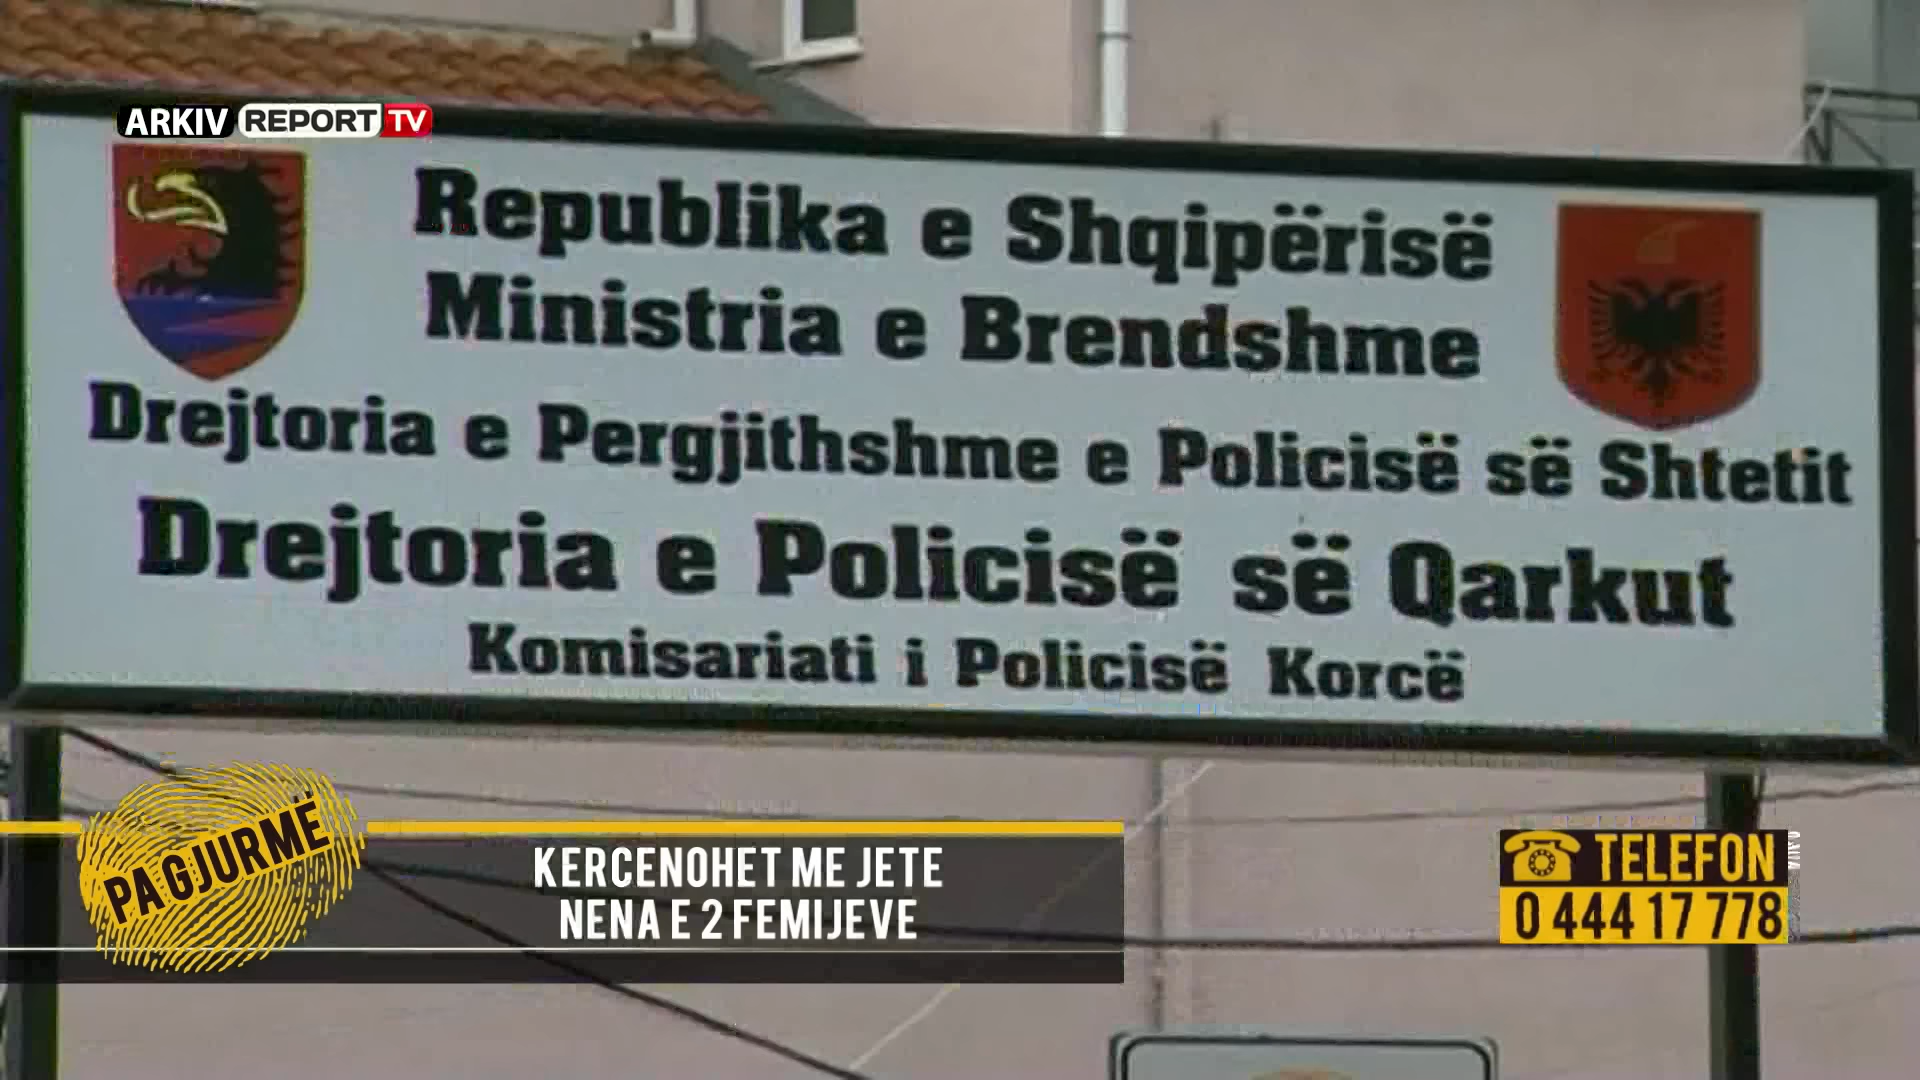 ARKIV REPORT TV
Republika e Shqipërisë
Ministria e Brendshme
Drejtoria e Pergjithshme e Policisë së Shtetit
Drejtoria e Policisë së Qarkut
Komisariati i Policisë Korcë
PA GJURMË
KERCENOHET ME JETE
NENA E 2 FEMIJEVE
TELEFON
0 444 17 778